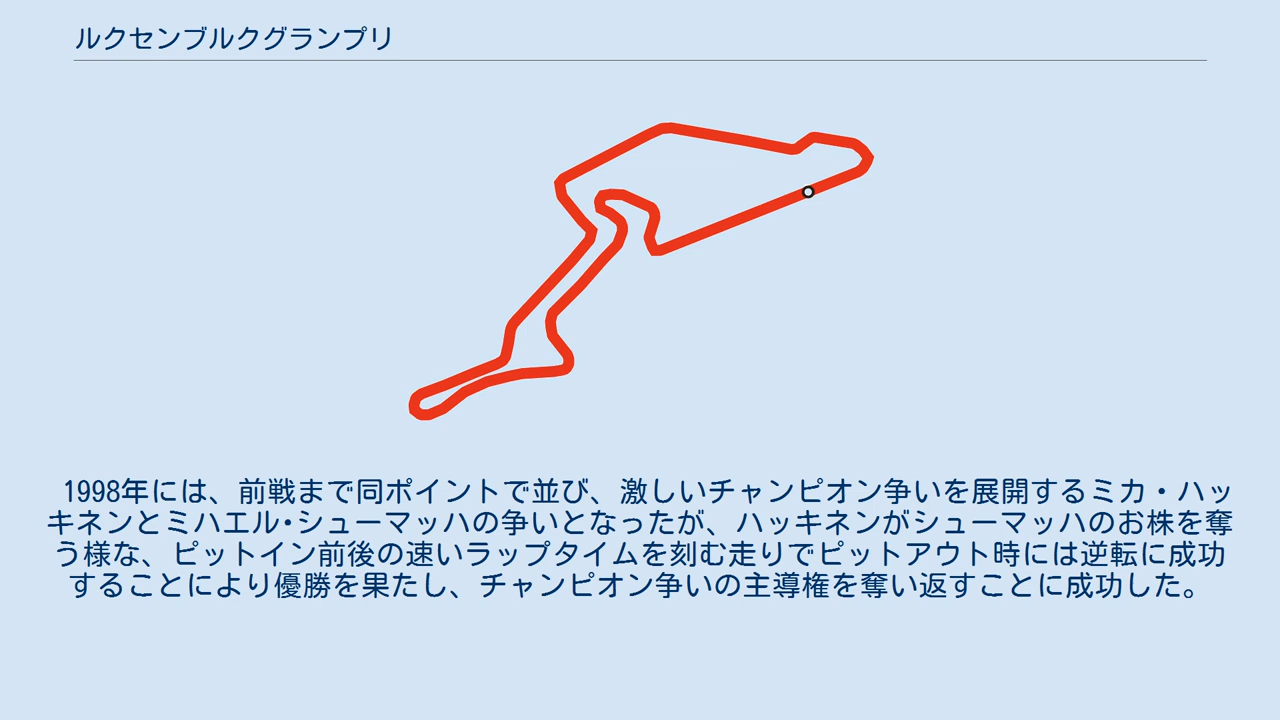 ルクセンブルクグランプリ
1998年には、前戦まで同ポイントで並び、激しいチャンピオン争いを展開するミカ・ハッ
キネンとミハエル･シューマッハの争いとなったが、ハッキネンがシューマッハのお株を奪
う様な、ピットイン前後の速いラップタイムを刻む走りでピットアウト時には逆転に成功
することにより優勝を果たし、チャンピオン争いの主導権を奪い返すことに成功した。